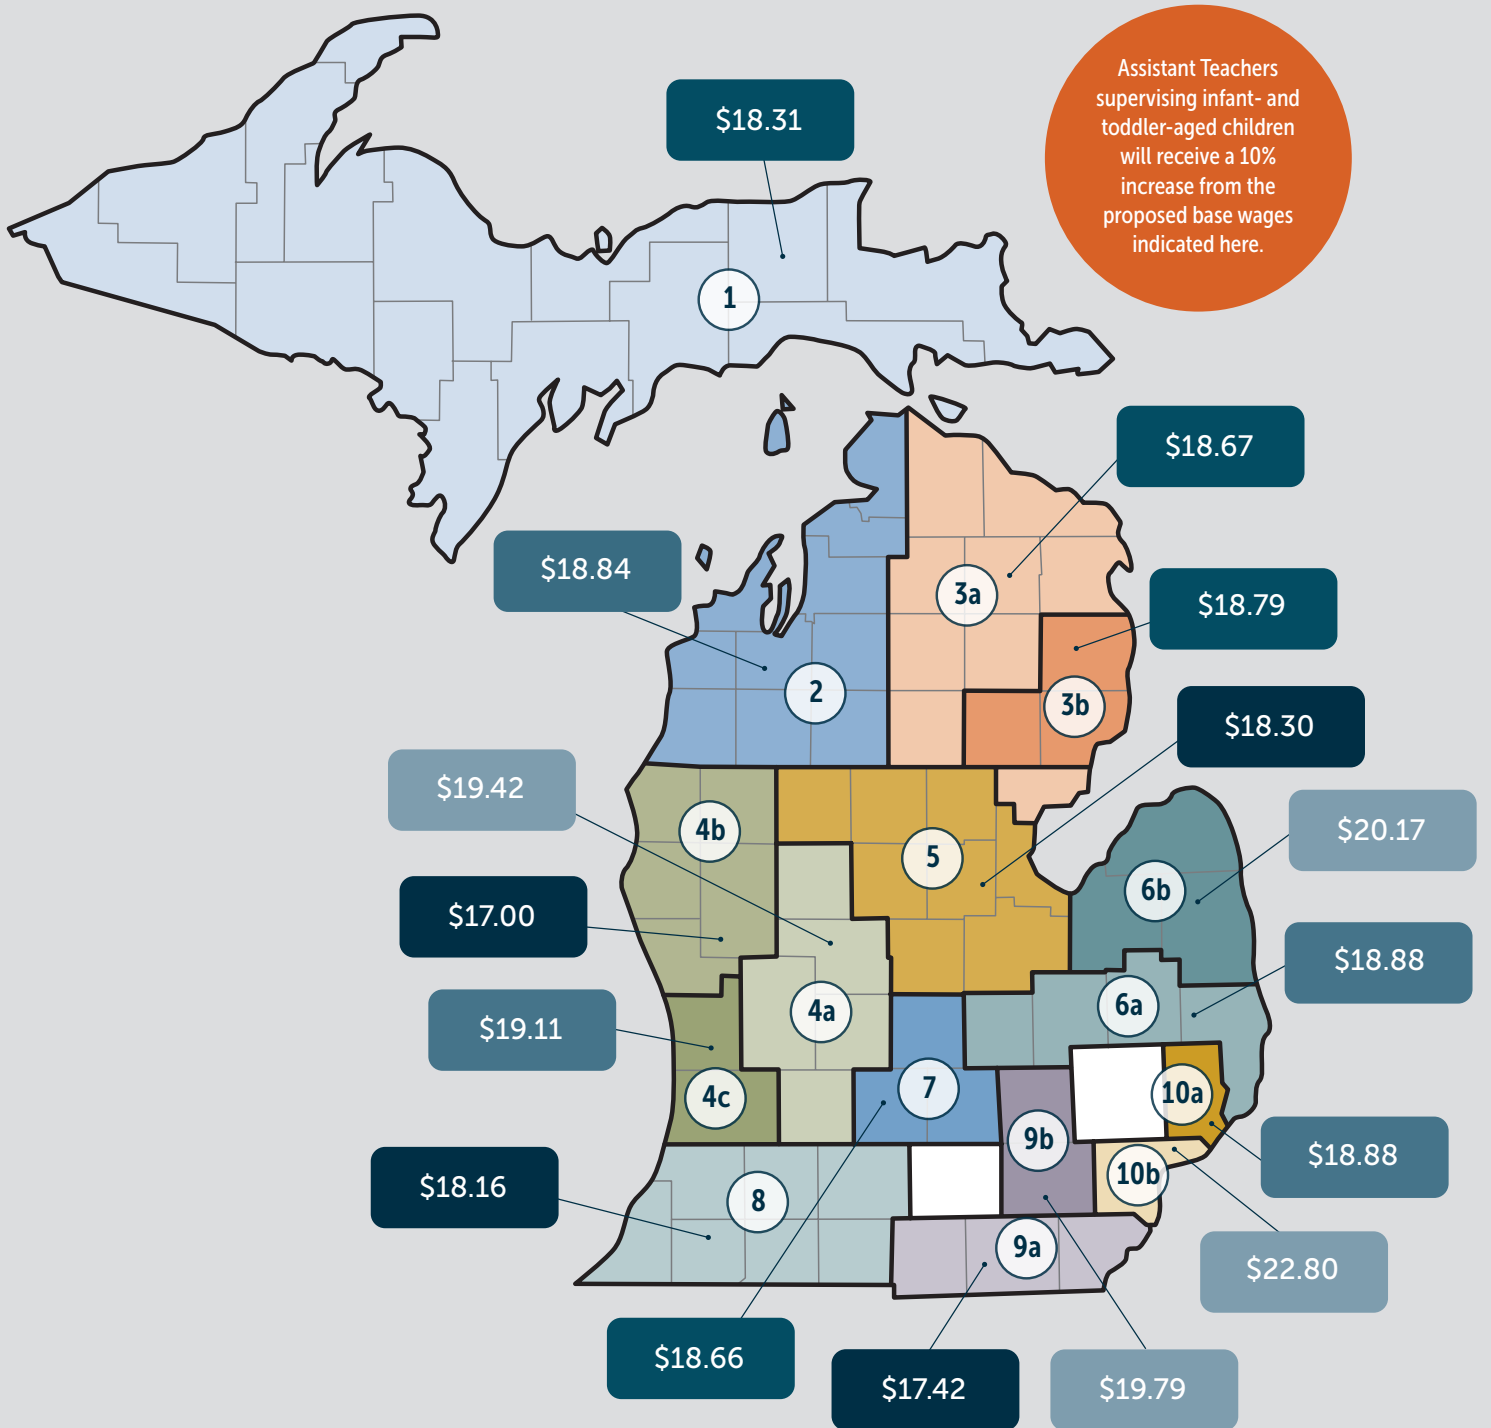 Assistant Teachers
supervising infant- and
toddler-aged children
will receive a 10%
increase from the
proposed base wages
indicated here.
$18.31
1
$18.67
$18.84
3a
$18.79
2
3b
$18.30
$19.42
4b
5
$20.17
6b
$17.00
$18.88
4a
6a
$19.11
4c
7
10a
9b
$18.88
10b
$18.16
8
9a
$22.80
$18.66
$17.42
$19.79